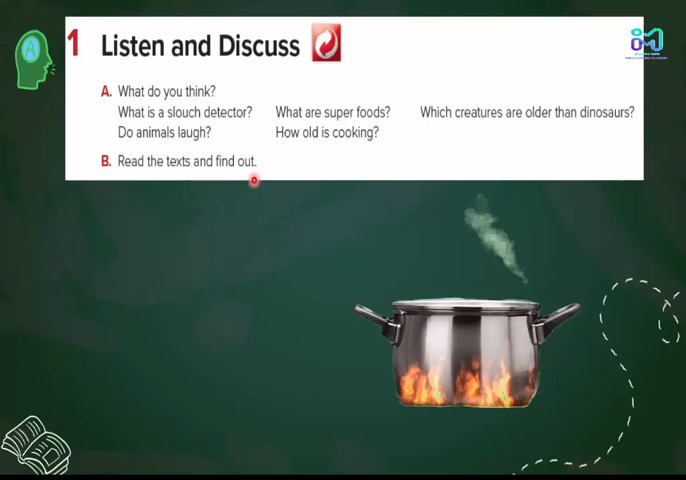 A
1 Listen and Discuss
A. What do you think?
What is a slouch detector? What are super foods? Which creatures are older than dinosaurs?
Do animals laugh? How old is cooking?
B. Read the texts and find out.